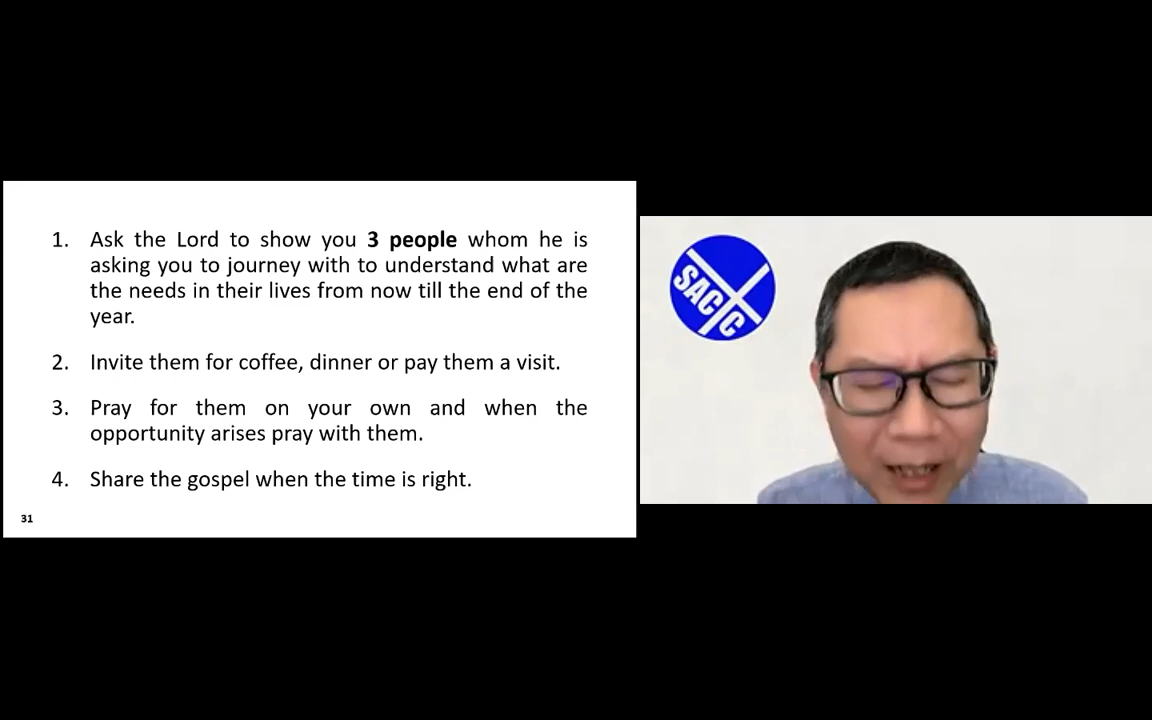 1. Ask the Lord to show you 3 people whom he is
asking you to journey with to understand what are
the needs in their lives from now till the end of the
year.
2. Invite them for coffee, dinner or pay them a visit.
3. Pray for them on your own and when the
opportunity arises pray with them.
4. Share the gospel when the time is right.
31
SAC C